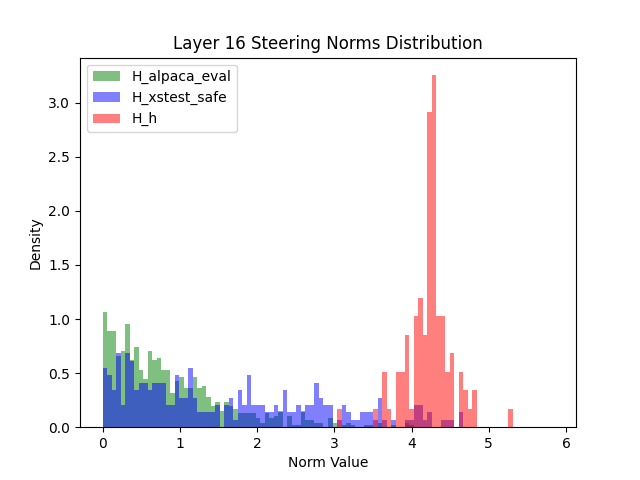 Layer 16 Steering Norms Distribution
H_alpaca_eval
H_xstest_safe
H_h
Density
3.0
2.5
2.0
1.5
1.0
0.5
0.0
0 1 2 3 4 5 6
Norm Value